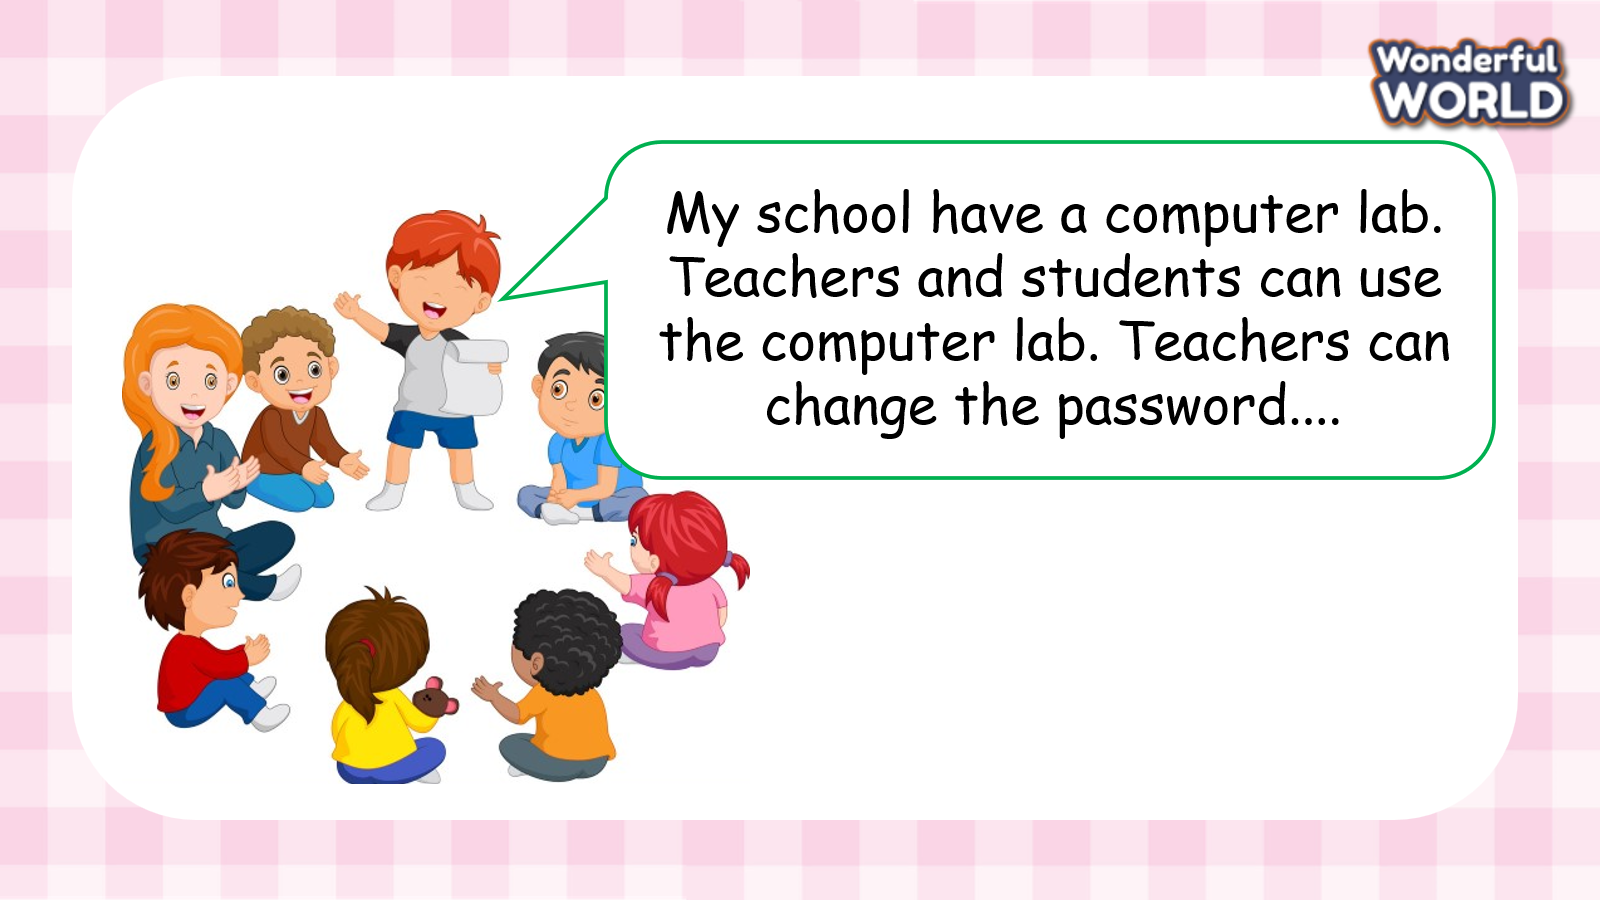 Wonderful
WORLD
My school have a computer lab.
Teachers and students can use
the computer lab. Teachers can
change the password....